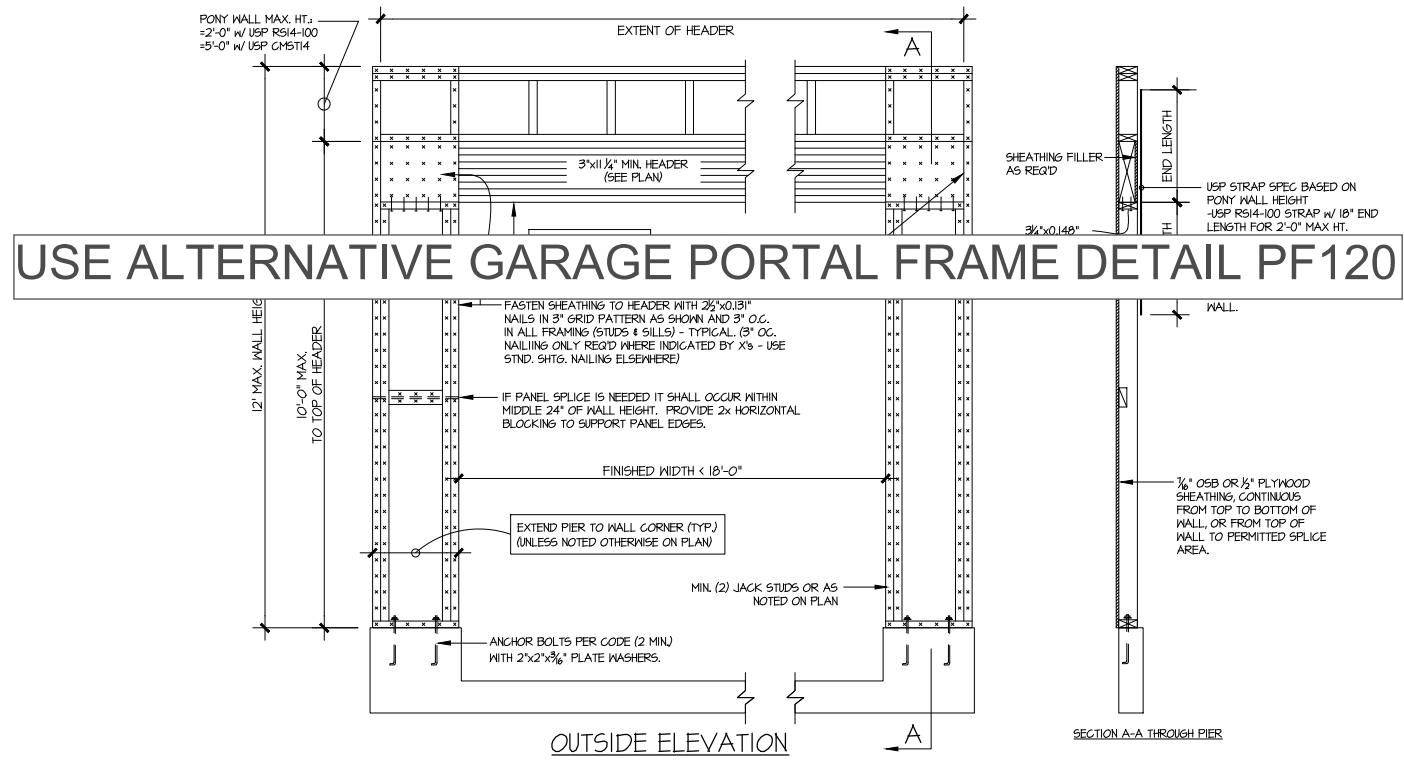 PONY WALL MAX. HT.:
=2'-0" W/ USP RS14-100
=5'-0" W/ USP CMST14
EXTENT OF HEADER
A
3"x11 1/4" MIN. HEADER
(SEE PLAN)
SHEATHING FILLER
AS REQ'D
END LENGTH
USP STRAP SPEC BASED ON
PONY WALL HEIGHT
-USP RS14-100 STRAP W/ 18" END
LENGTH FOR 2'-0" MAX HT.
3 1/4"x0.148"
USE ALTERNATIVE GARAGE PORTAL FRAME DETAIL PF120
WALL.
12' MAX. WALL
10'-0" MAX.
TO TOP OF HEADER
FASTEN SHEATHING TO HEADER WITH 2 1/2"x0.131"
NAILS IN 3" GRID PATTERN AS SHOWN AND 3" O.C.
IN ALL FRAMING (STUDS & SILLS) - TYPICAL. (3" OC.
NAILIING ONLY REQ'D WHERE INDICATED BY X's - USE
STND. SHTG. NAILING ELSEWHERE)
IF PANEL SPLICE IS NEEDED IT SHALL OCCUR WITHIN
MIDDLE 24" OF WALL HEIGHT. PROVIDE 2x HORIZONTAL
BLOCKING TO SUPPORT PANEL EDGES.
FINISHED WIDTH < 18'-0"
7/16" OSB OR 1/2" PLYWOOD
SHEATHING, CONTINUOUS
FROM TOP TO BOTTOM OF
WALL, OR FROM TOP OF
WALL TO PERMITTED SPLICE
AREA.
EXTEND PIER TO WALL CORNER (TYP.)
(UNLESS NOTED OTHERWISE ON PLAN)
MIN. (2) JACK STUDS OR AS
NOTED ON PLAN
ANCHOR BOLTS PER CODE (2 MIN.)
WITH 2"x2"x3/16" PLATE WASHERS.
A
OUTSIDE ELEVATION
SECTION A-A THROUGH PIER